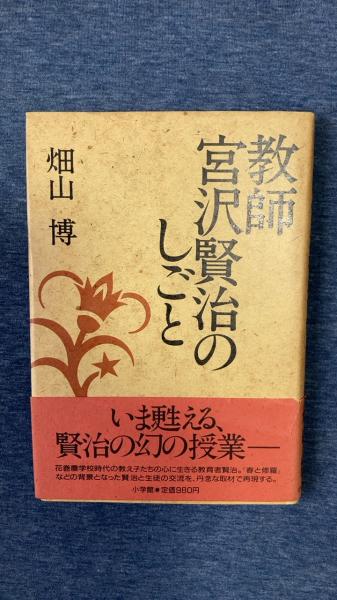 教師
宮沢賢治の
しごと
畑山 博
いま甦える、
賢治の幻の授業──
花巻農学校時代の教え子たちの心に生きる教育者賢治。『春と修羅』
などの背景となった賢治と生徒の交流を、丹念な取材で再現する。
小学館●定価980円